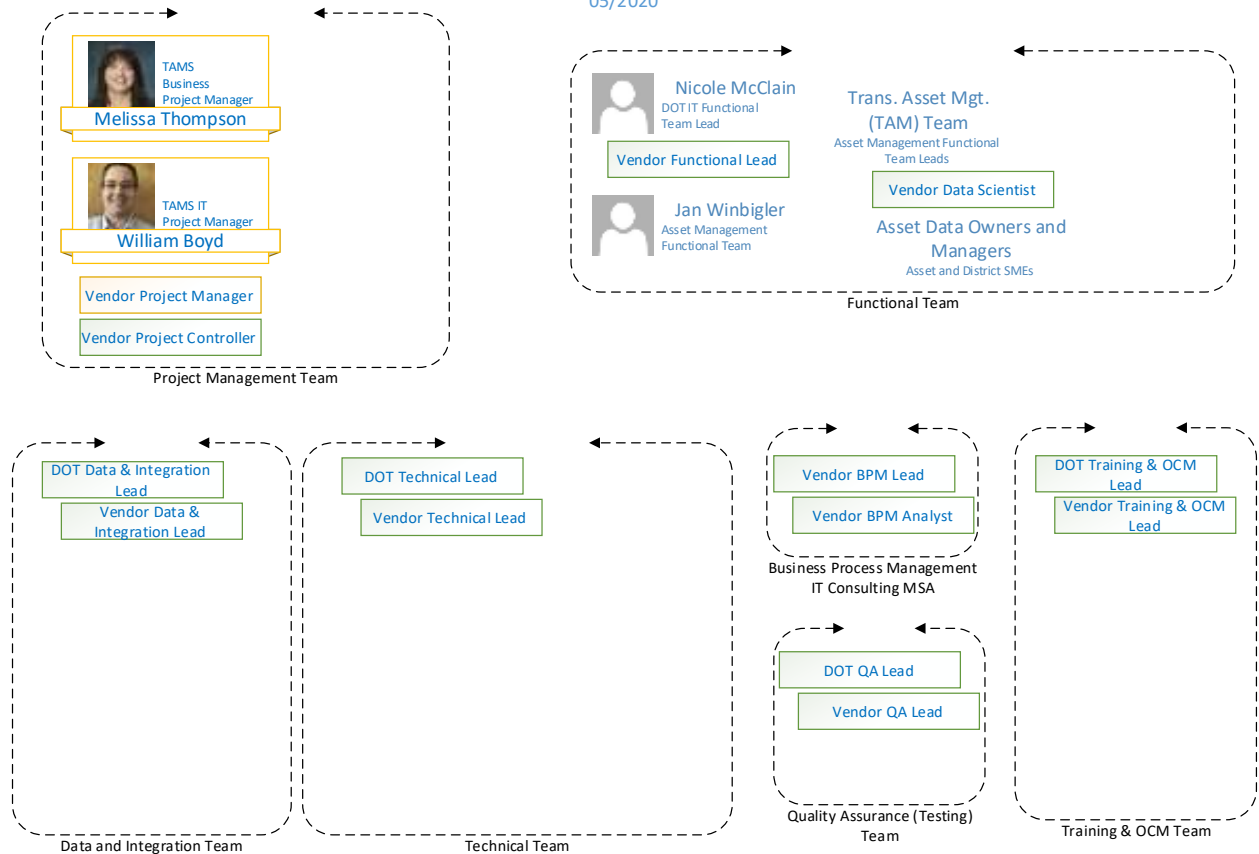 05/2020
TAMS
Business
Project Manager
Melissa Thompson
TAMS IT
Project Manager
William Boyd
Vendor Project Manager
Vendor Project Controller
Project Management Team
Nicole McClain
DOT IT Functional
Team Lead
Vendor Functional Lead
Jan Winbigler
Asset Management
Functional Team
Trans. Asset Mgt.
(TAM) Team
Asset Management Functional
Team Leads
Vendor Data Scientist
Asset Data Owners and
Managers
Asset and District SMEs
Functional Team
DOT Data & Integration
Lead
Vendor Data &
Integration Lead
Data and Integration Team
DOT Technical Lead
Vendor Technical Lead
Technical Team
Vendor BPM Lead
Vendor BPM Analyst
Business Process Management
IT Consulting MSA
DOT QA Lead
Vendor QA Lead
Quality Assurance (Testing)
Team
DOT Training & OCM
Lead
Vendor Training & OCM
Lead
Training & OCM Team